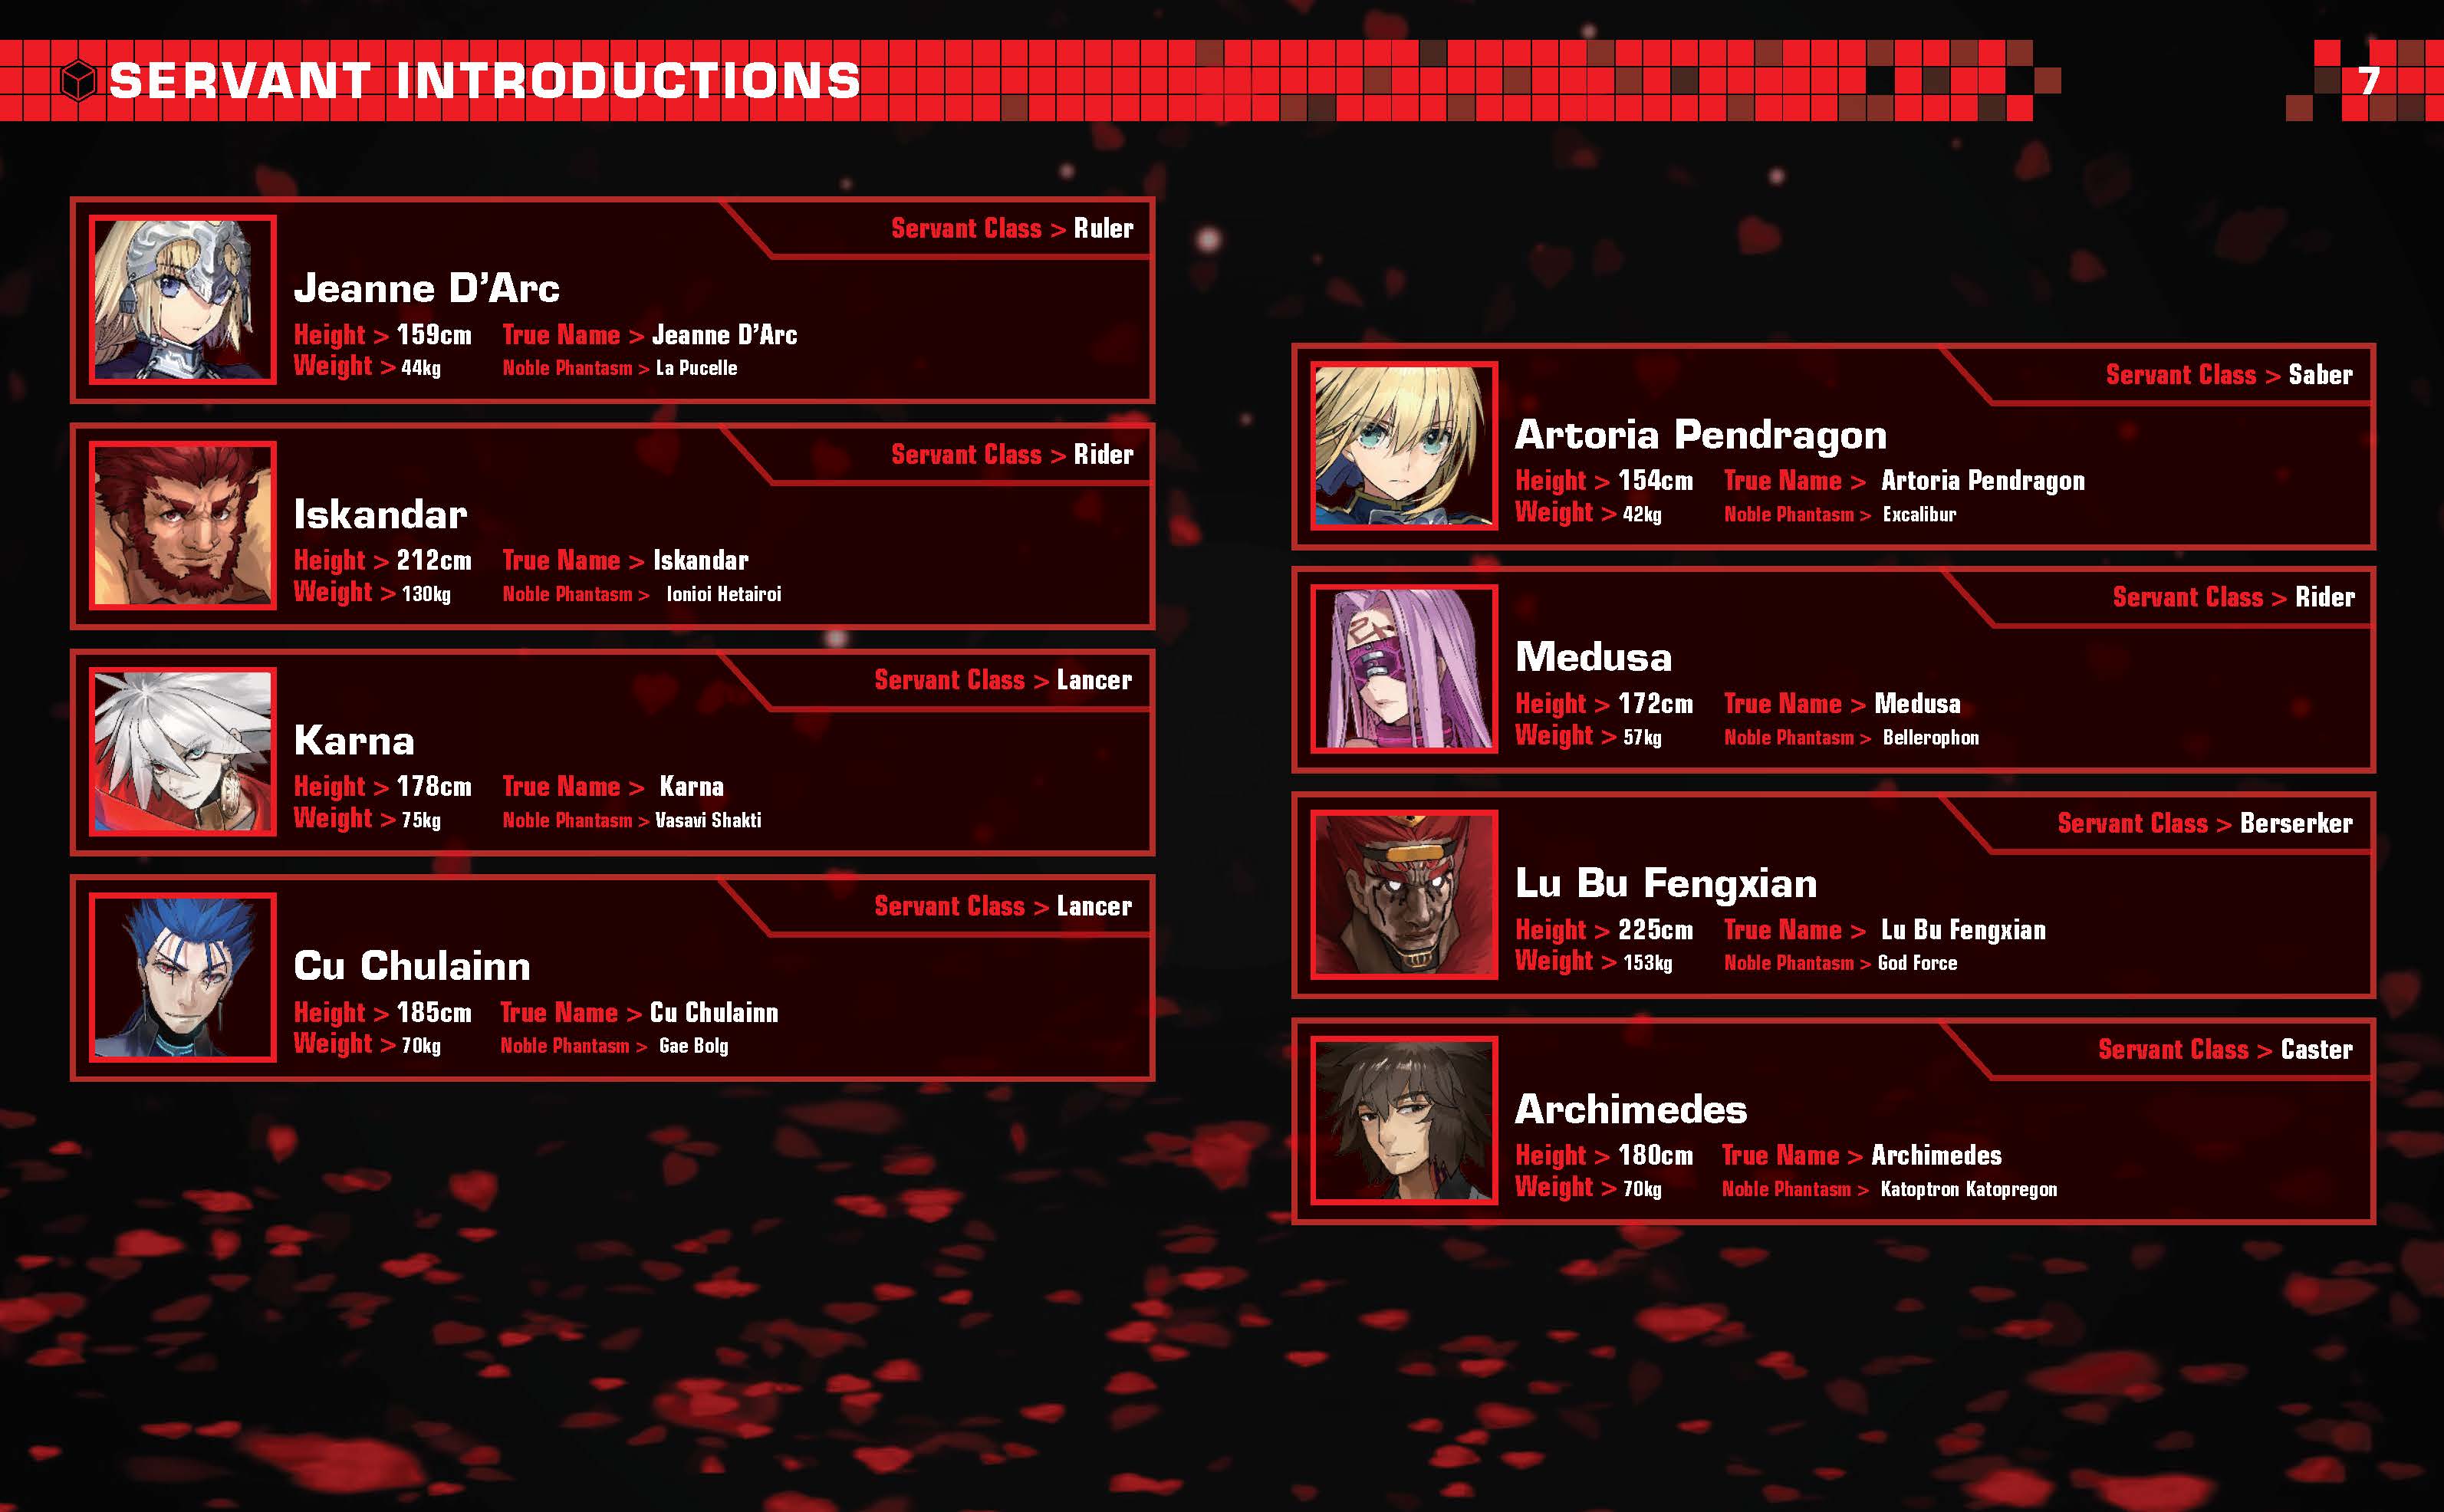 SERVANT INTRODUCTIONS
7
Servant Class > Ruler
Jeanne D’Arc
Height > 159cm True Name > Jeanne D’Arc
Weight > 44kg Noble Phantasm > La Pucelle
Servant Class > Rider
Iskandar
Height > 212cm True Name > Iskandar
Weight > 130kg Noble Phantasm > Ionioi Hetairoi
Servant Class > Lancer
Karna
Height > 178cm True Name > Karna
Weight > 75kg Noble Phantasm > Vasavi Shakti
Servant Class > Lancer
Cu Chulainn
Height > 185cm True Name > Cu Chulainn
Weight > 70kg Noble Phantasm > Gae Bolg
Servant Class > Saber
Artoria Pendragon
Height > 154cm True Name > Artoria Pendragon
Weight > 42kg Noble Phantasm > Excalibur
Servant Class > Rider
Medusa
Height > 172cm True Name > Medusa
Weight > 57kg Noble Phantasm > Bellerophon
Servant Class > Berserker
Lu Bu Fengxian
Height > 225cm True Name > Lu Bu Fengxian
Weight > 153kg Noble Phantasm > God Force
Servant Class > Caster
Archimedes
Height > 180cm True Name > Archimedes
Weight > 70kg Noble Phantasm > Katoptron Katopregon